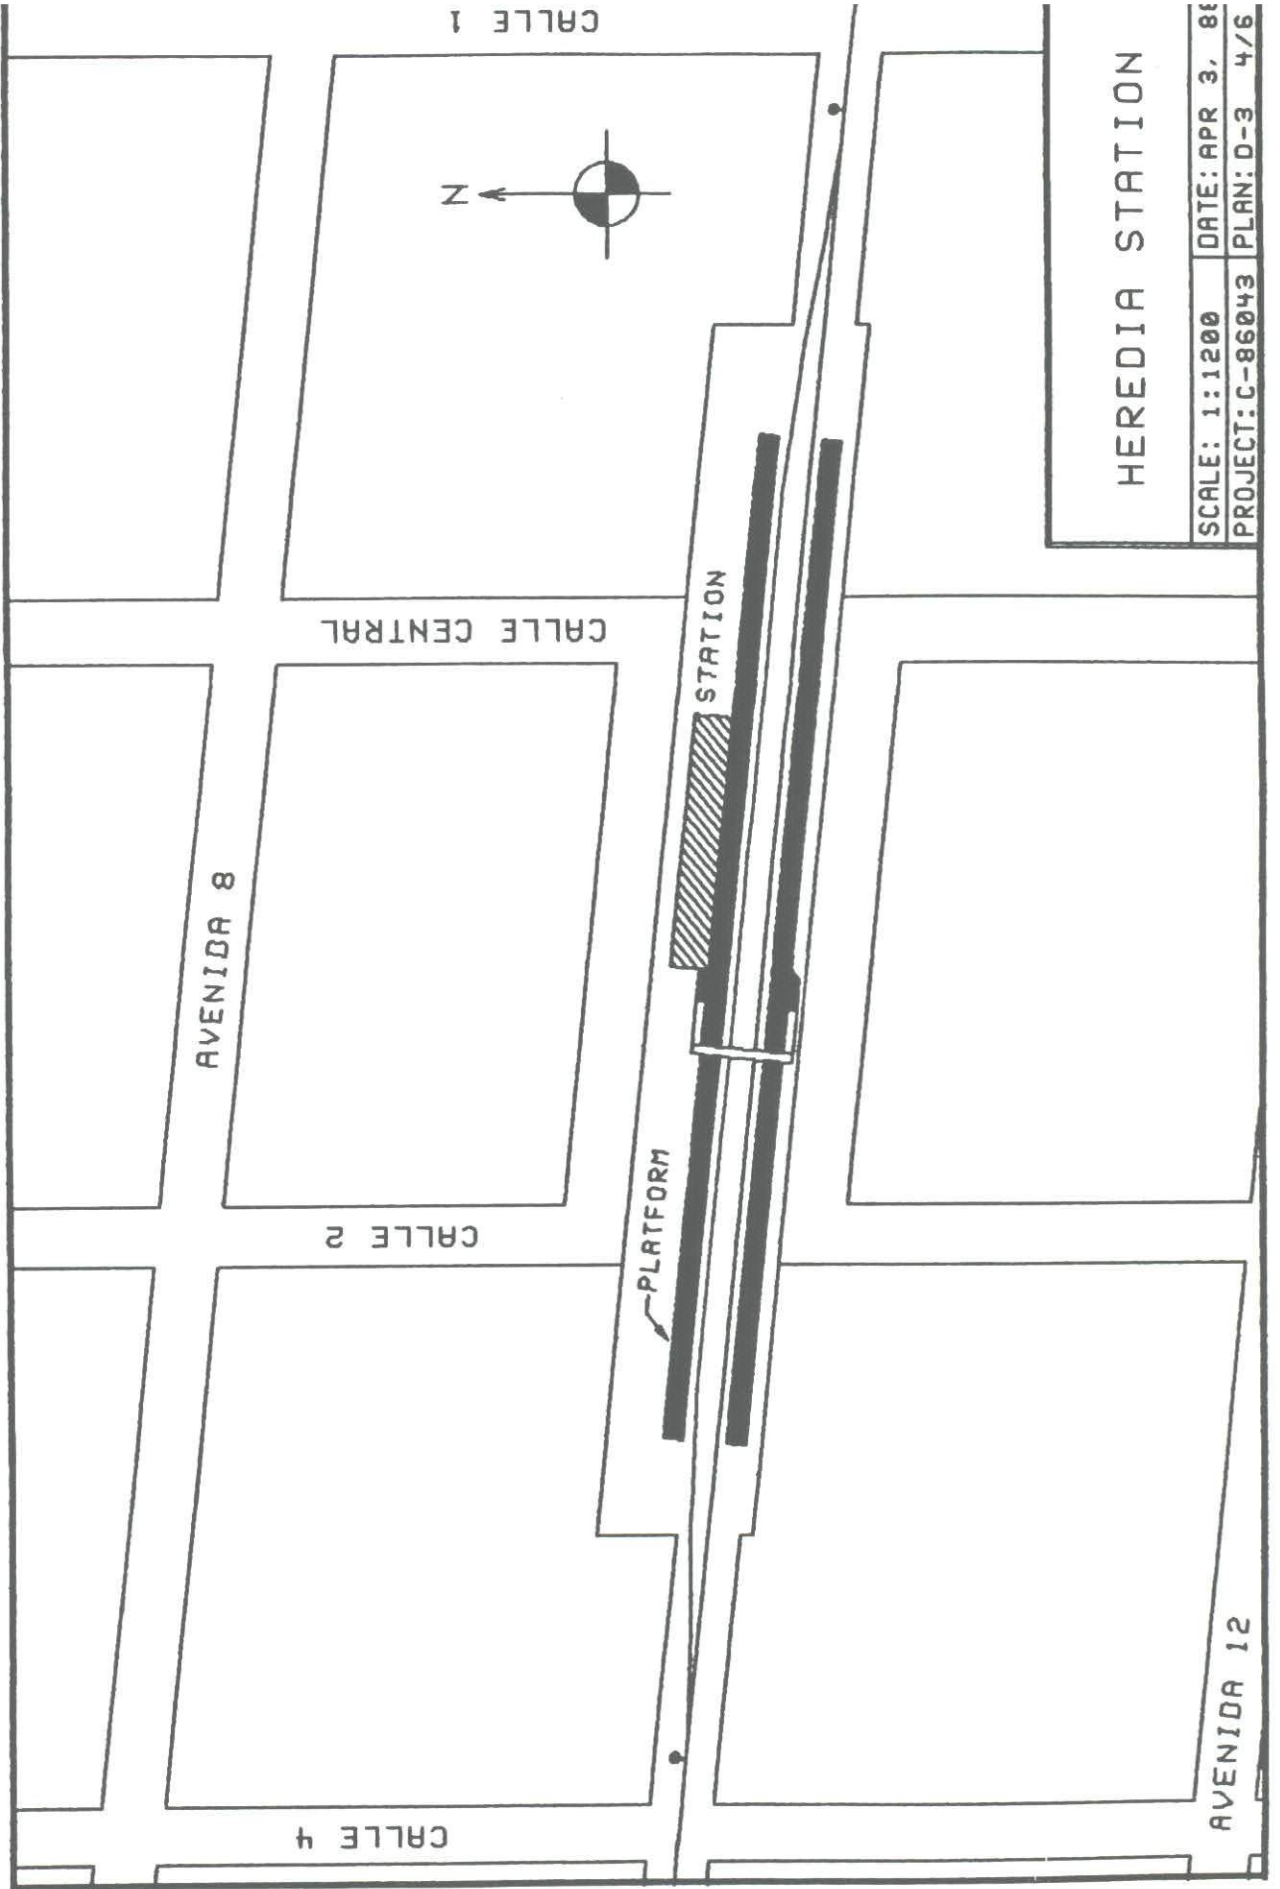 CALLE 1
N
CALLE CENTRAL
STATION
AVENIDA 8
PLATFORM
CALLE 2
CALLE 4
AVENIDA 12
HEREDIA STATION
SCALE: 1:1200 DATE: APR 3,
PROJECT: C-86043 PLAN: D-3 4/6